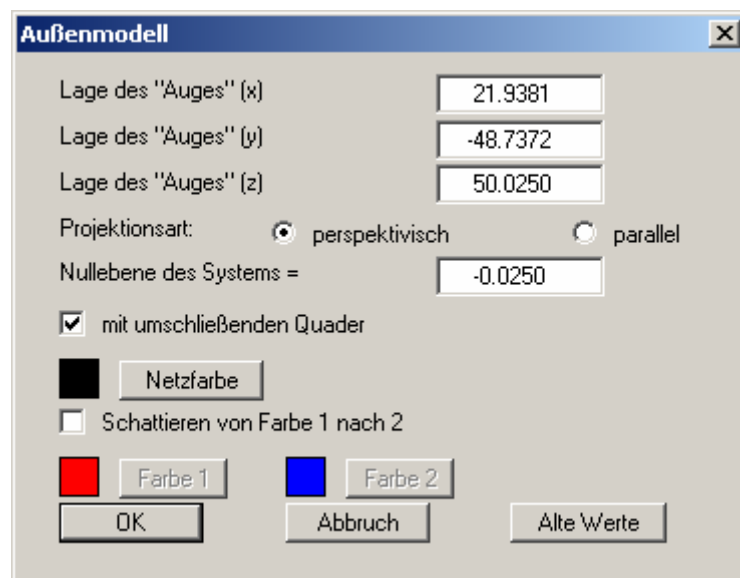 Außenmodell
Lage des "Auges" (x) 21.9381
Lage des "Auges" (y) -48.7372
Lage des "Auges" (z) 50.0250
Projektionsart: perspektivisch parallel
Nullebene des Systems = -0.0250
mit umschließenden Quader
Netzfarbe
Schattieren von Farbe 1 nach 2
Farbe 1 Farbe 2
OK Abbruch Alte Werte